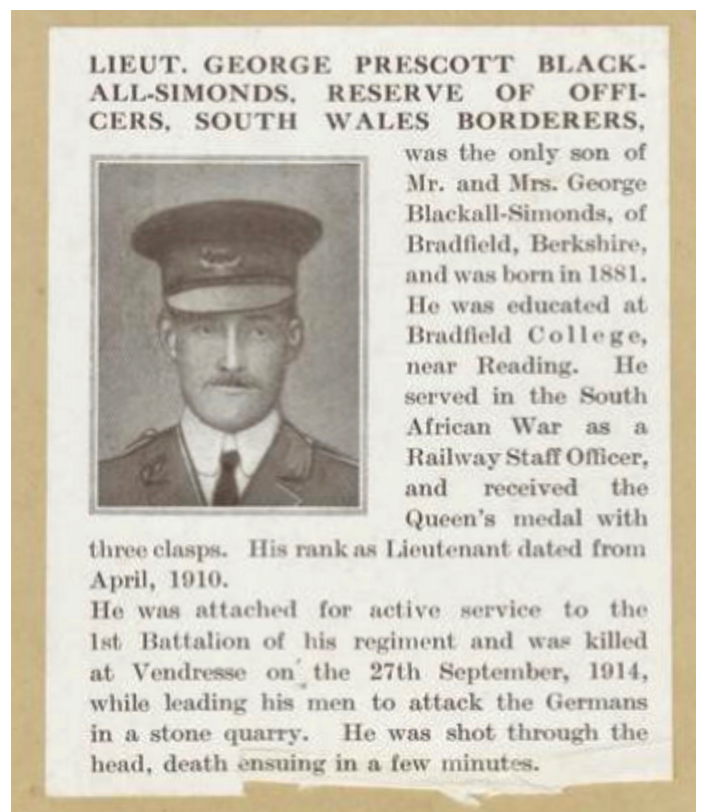 LIEUT. GEORGE PRESCOTT BLACK-
ALL-SIMONDS, RESERVE OF OFFI-
CERS, SOUTH WALES BORDERERS,
was the only son of
Mr. and Mrs. George
Blackall-Simonds, of
Bradfield, Berkshire,
and was born in 1881.
He was educated at
Bradfield College,
near Reading. He
served in the South
African War as a
Railway Staff Officer,
and received the
Queen's medal with
three clasps. His rank as Lieutenant dated from
April, 1910.
He was attached for active service to the
1st Battalion of his regiment and was killed
at Vendresse on the 27th September, 1914,
while leading his men to attack the Germans
in a stone quarry. He was shot through the
head, death ensuing in a few minutes.